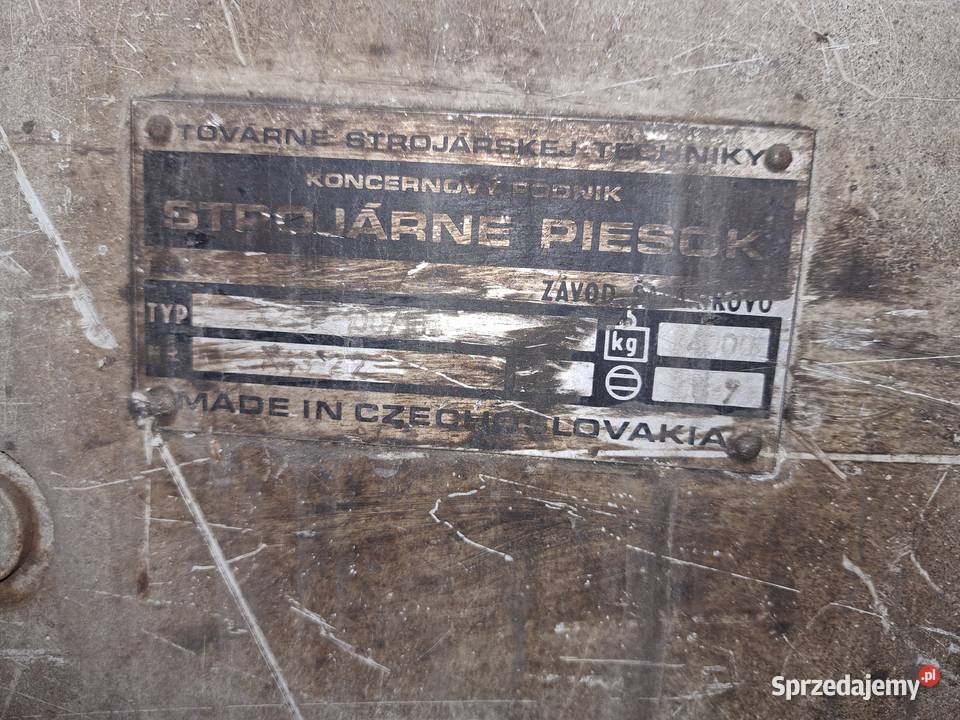 TOVÁRNE STROJÁRSKEJ TECHNIKY
KONCERNOVÝ PODNIK
STROJÁRNE PIESOK
ZÁVOD
TYP
kg
MADE IN CZECHOSLOVAKIA
Sprzedajemy.pl